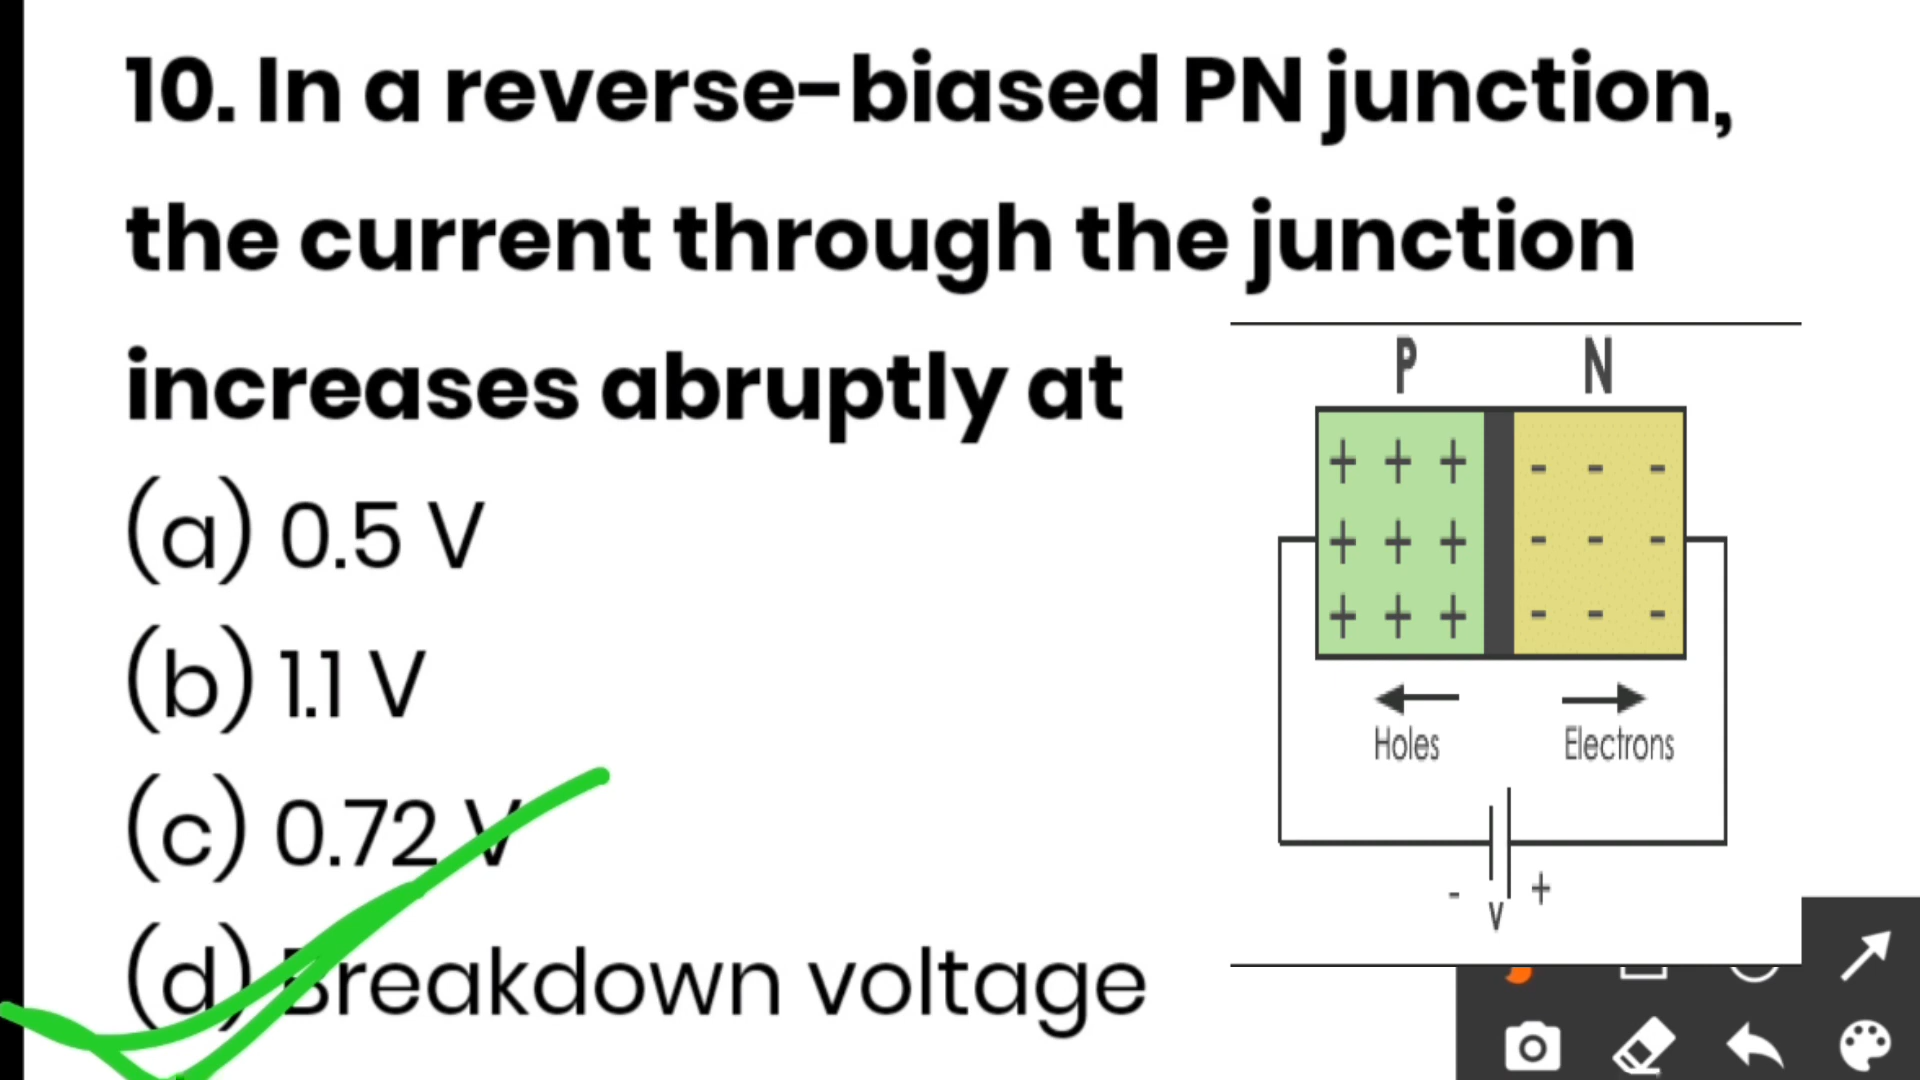 10. In a reverse-biased PN junction,
the current through the junction
increases abruptly at
(a) 0.5 V
(b) 1.1 V
(c) 0.72 V
(d) Breakdown voltage
P N
+ + + - - -
+ + + - - -
+ + + - - -
Holes Electrons
- +
V